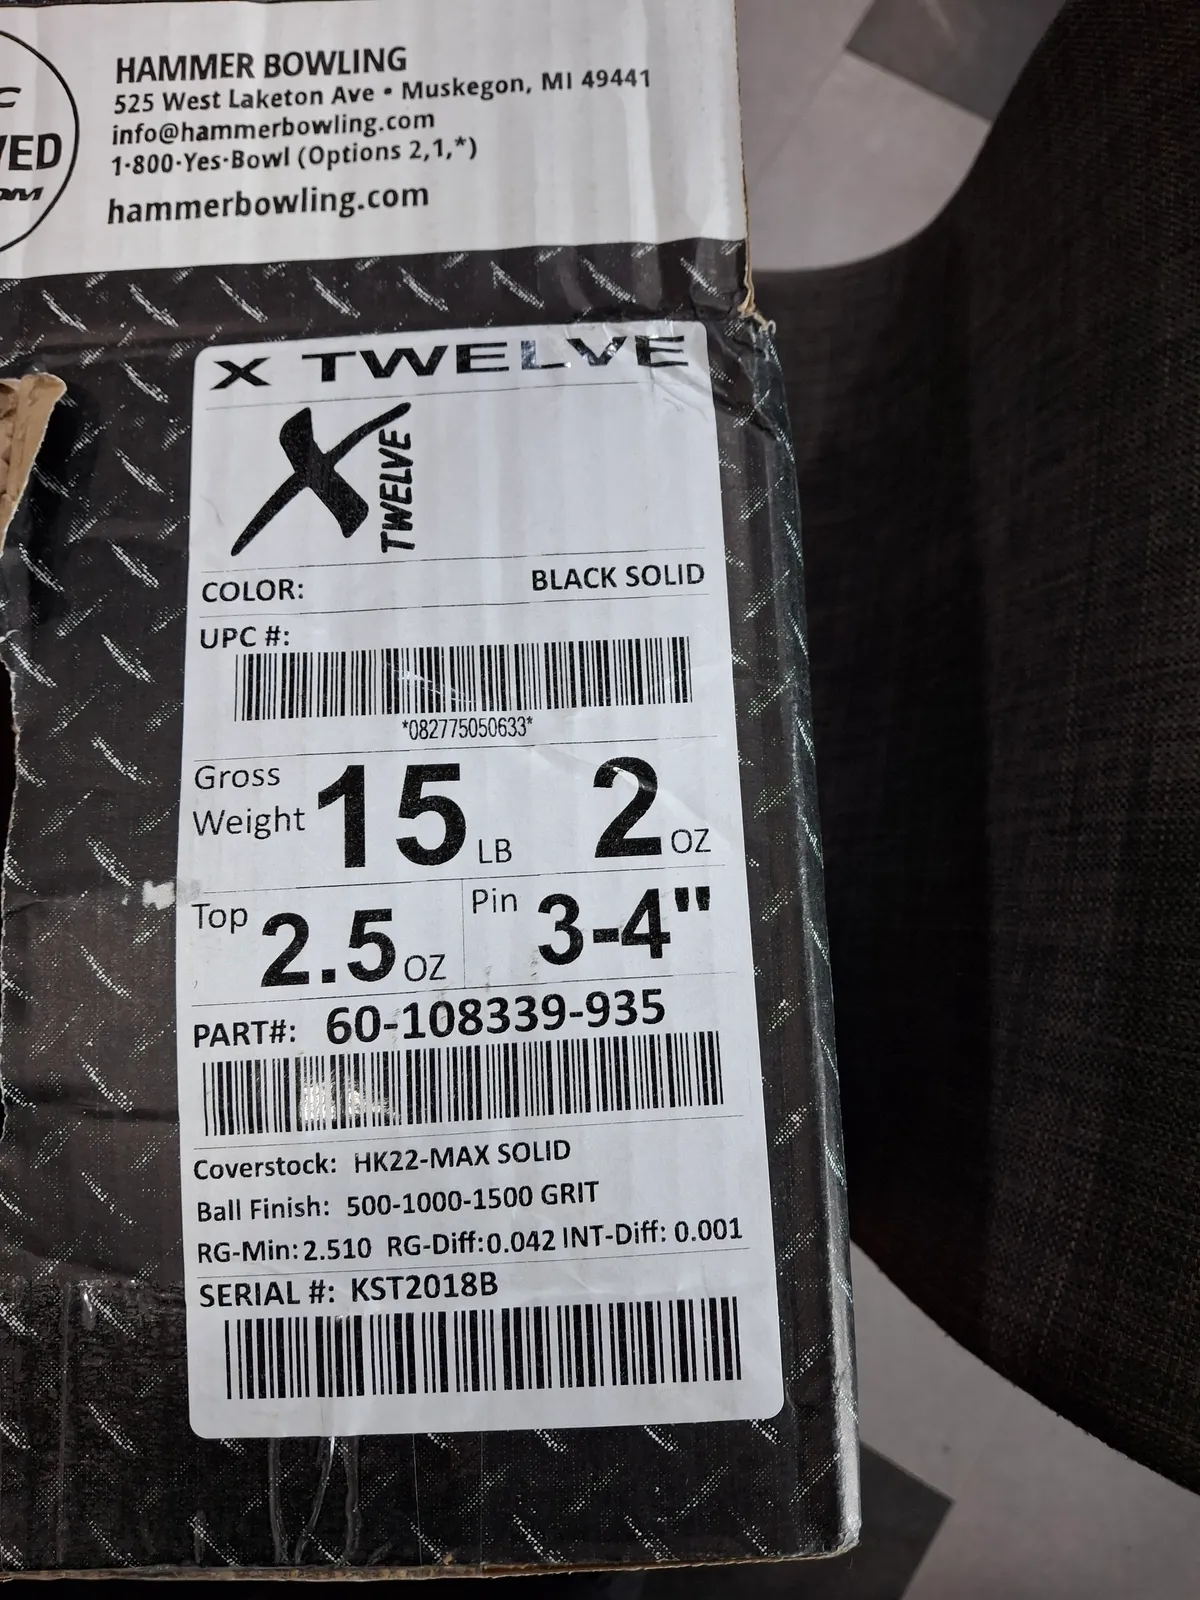 C
VED
HAMMER BOWLING
525 West Laketon Ave • Muskegon, MI 49441
info@hammerbowling.com
1-800-Yes-Bowl (Options 2,1,*)
hammerbowling.com
X TWELVE
X TWELVE
COLOR: BLACK SOLID
UPC #:
*082775050633*
Gross Weight 15 LB 2 OZ
Top 2.5 OZ Pin 3-4"
PART#: 60-108339-935
Coverstock: HK22-MAX SOLID
Ball Finish: 500-1000-1500 GRIT
RG-Min: 2.510 RG-Diff: 0.042 INT-Diff: 0.001
SERIAL #: KST2018B